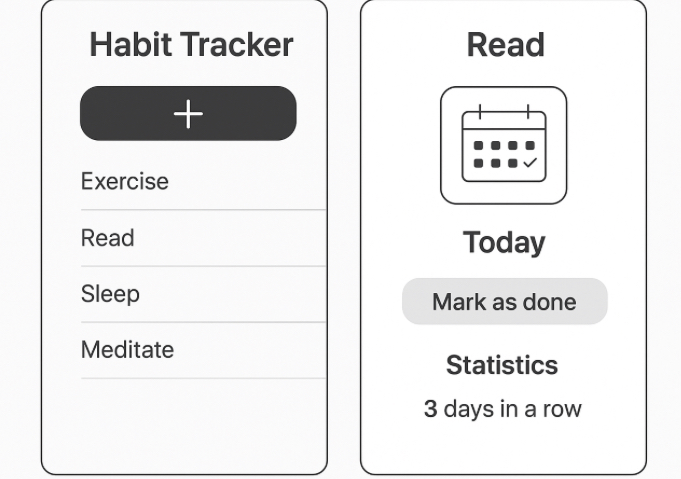 Habit Tracker
+
Exercise
Read
Sleep
Meditate
Read
Today
Mark as done
Statistics
3 days in a row